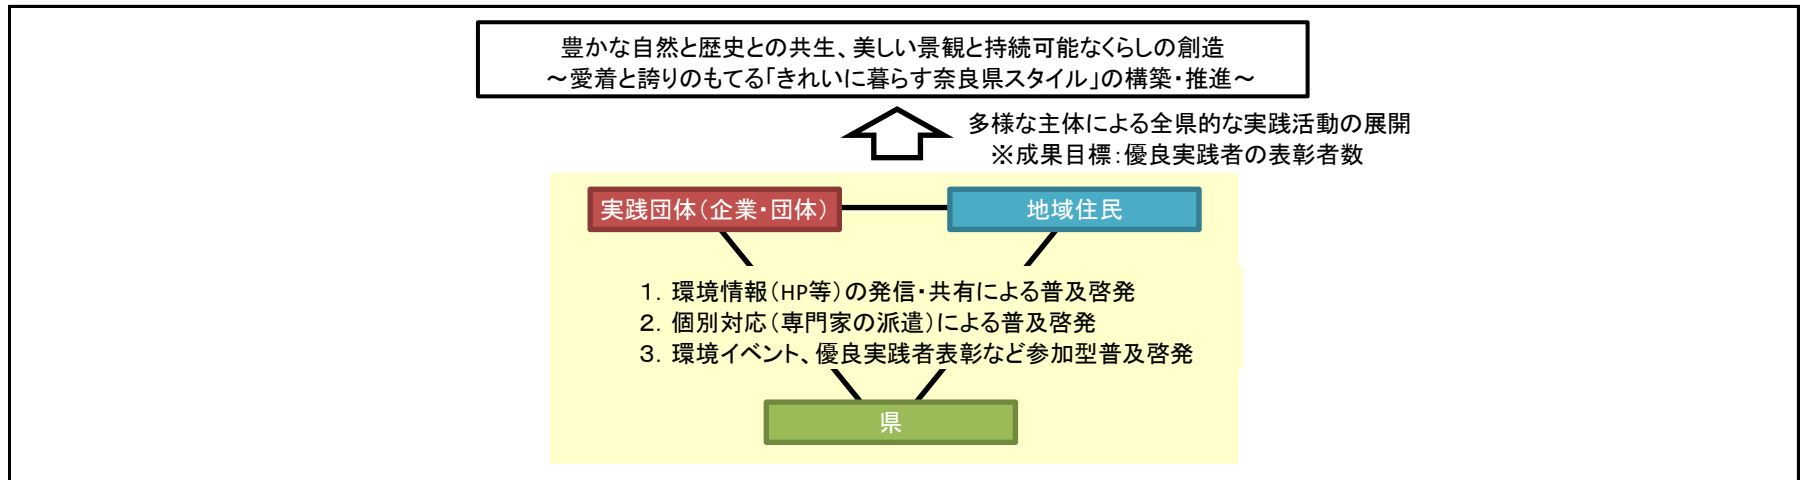 豊かな自然と歴史との共生、美しい景観と持続可能なくらしの創造
～愛着と誇りのもてる「きれいに暮らす奈良県スタイル」の構築・推進～
多様な主体による全県的な実践活動の展開
※成果目標：優良実践者の表彰者数
実践団体（企業・団体）
地域住民
１．環境情報（HP等）の発信・共有による普及啓発
２．個別対応（専門家の派遣）による普及啓発
３．環境イベント、優良実践者表彰など参加型普及啓発
県